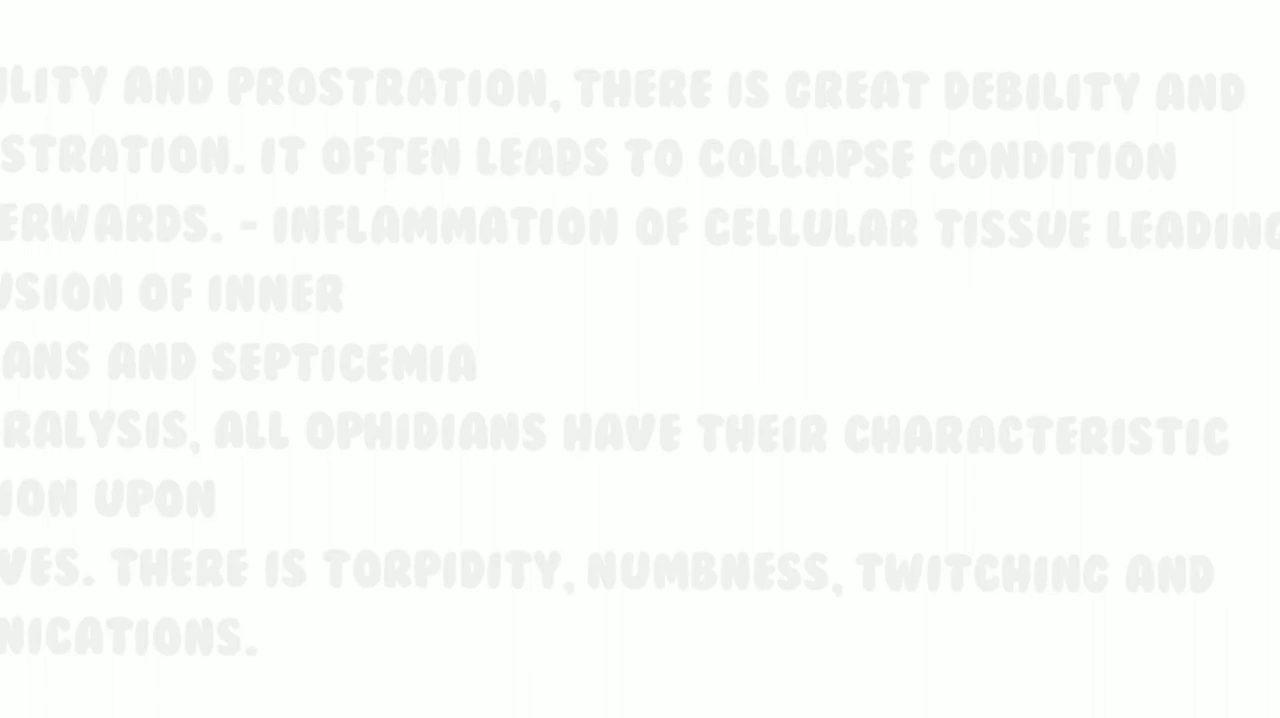 ILITY AND PROSTRATION, THERE IS GREAT DEBILITY AND
STRATION. IT OFTEN LEADS TO COLLAPSE CONDITION
ERWARDS. - INFLAMMATION OF CELLULAR TISSUE LEADING
VSION OF INNER
ANS AND SEPTICEMIA
RALYSIS, ALL OPHIDIANS HAVE THEIR CHARACTERISTIC
ION UPON
VES. THERE IS TORPIDITY, NUMBNESS, TWITCHING AND
NICATIONS.